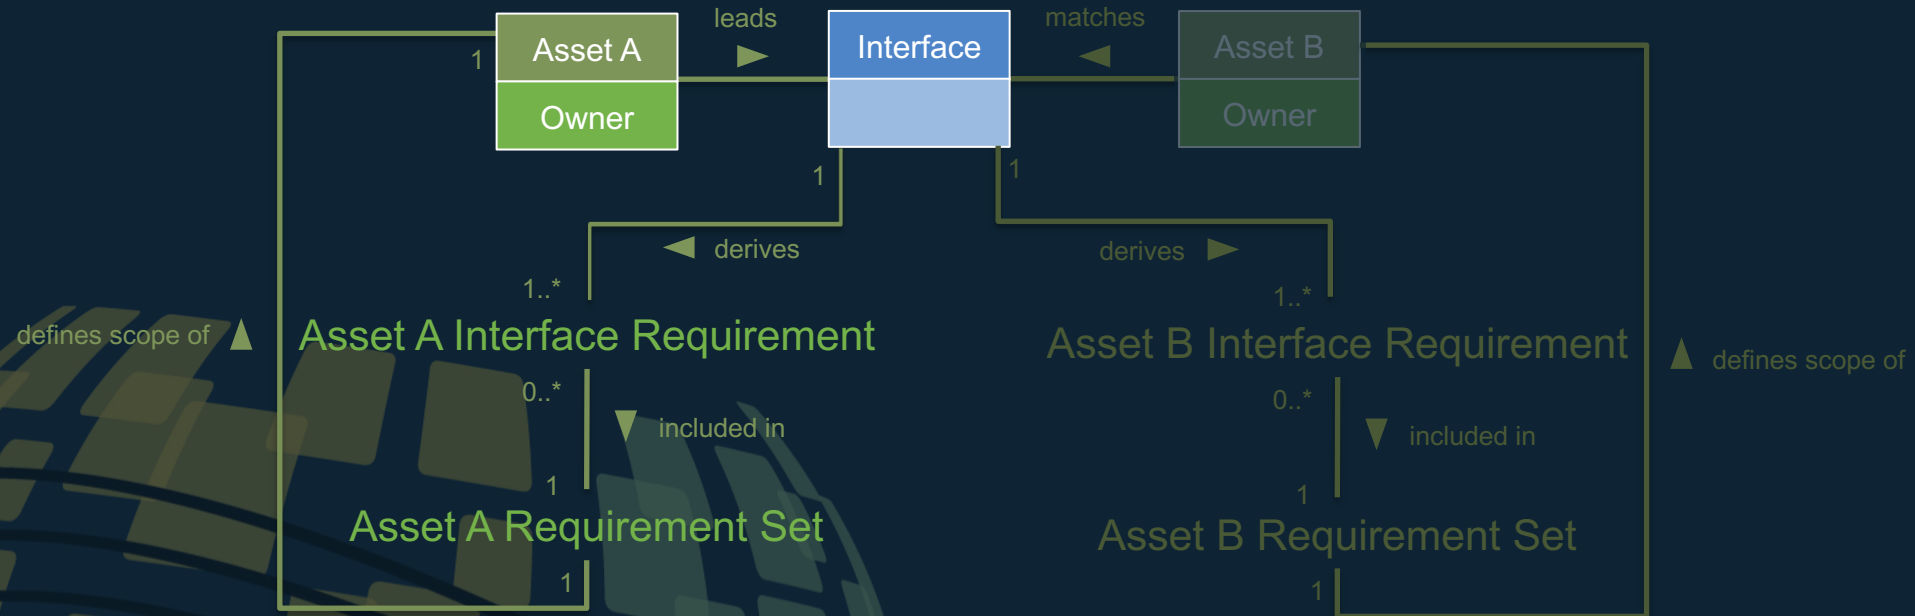 leads
matches
Asset A
Interface
Asset B
1
Owner
Owner
1
1
derives
derives
1..*
1..*
defines scope of
Asset A Interface Requirement
Asset B Interface Requirement
defines scope of
0..*
0..*
included in
included in
1
1
Asset A Requirement Set
Asset B Requirement Set
1
1